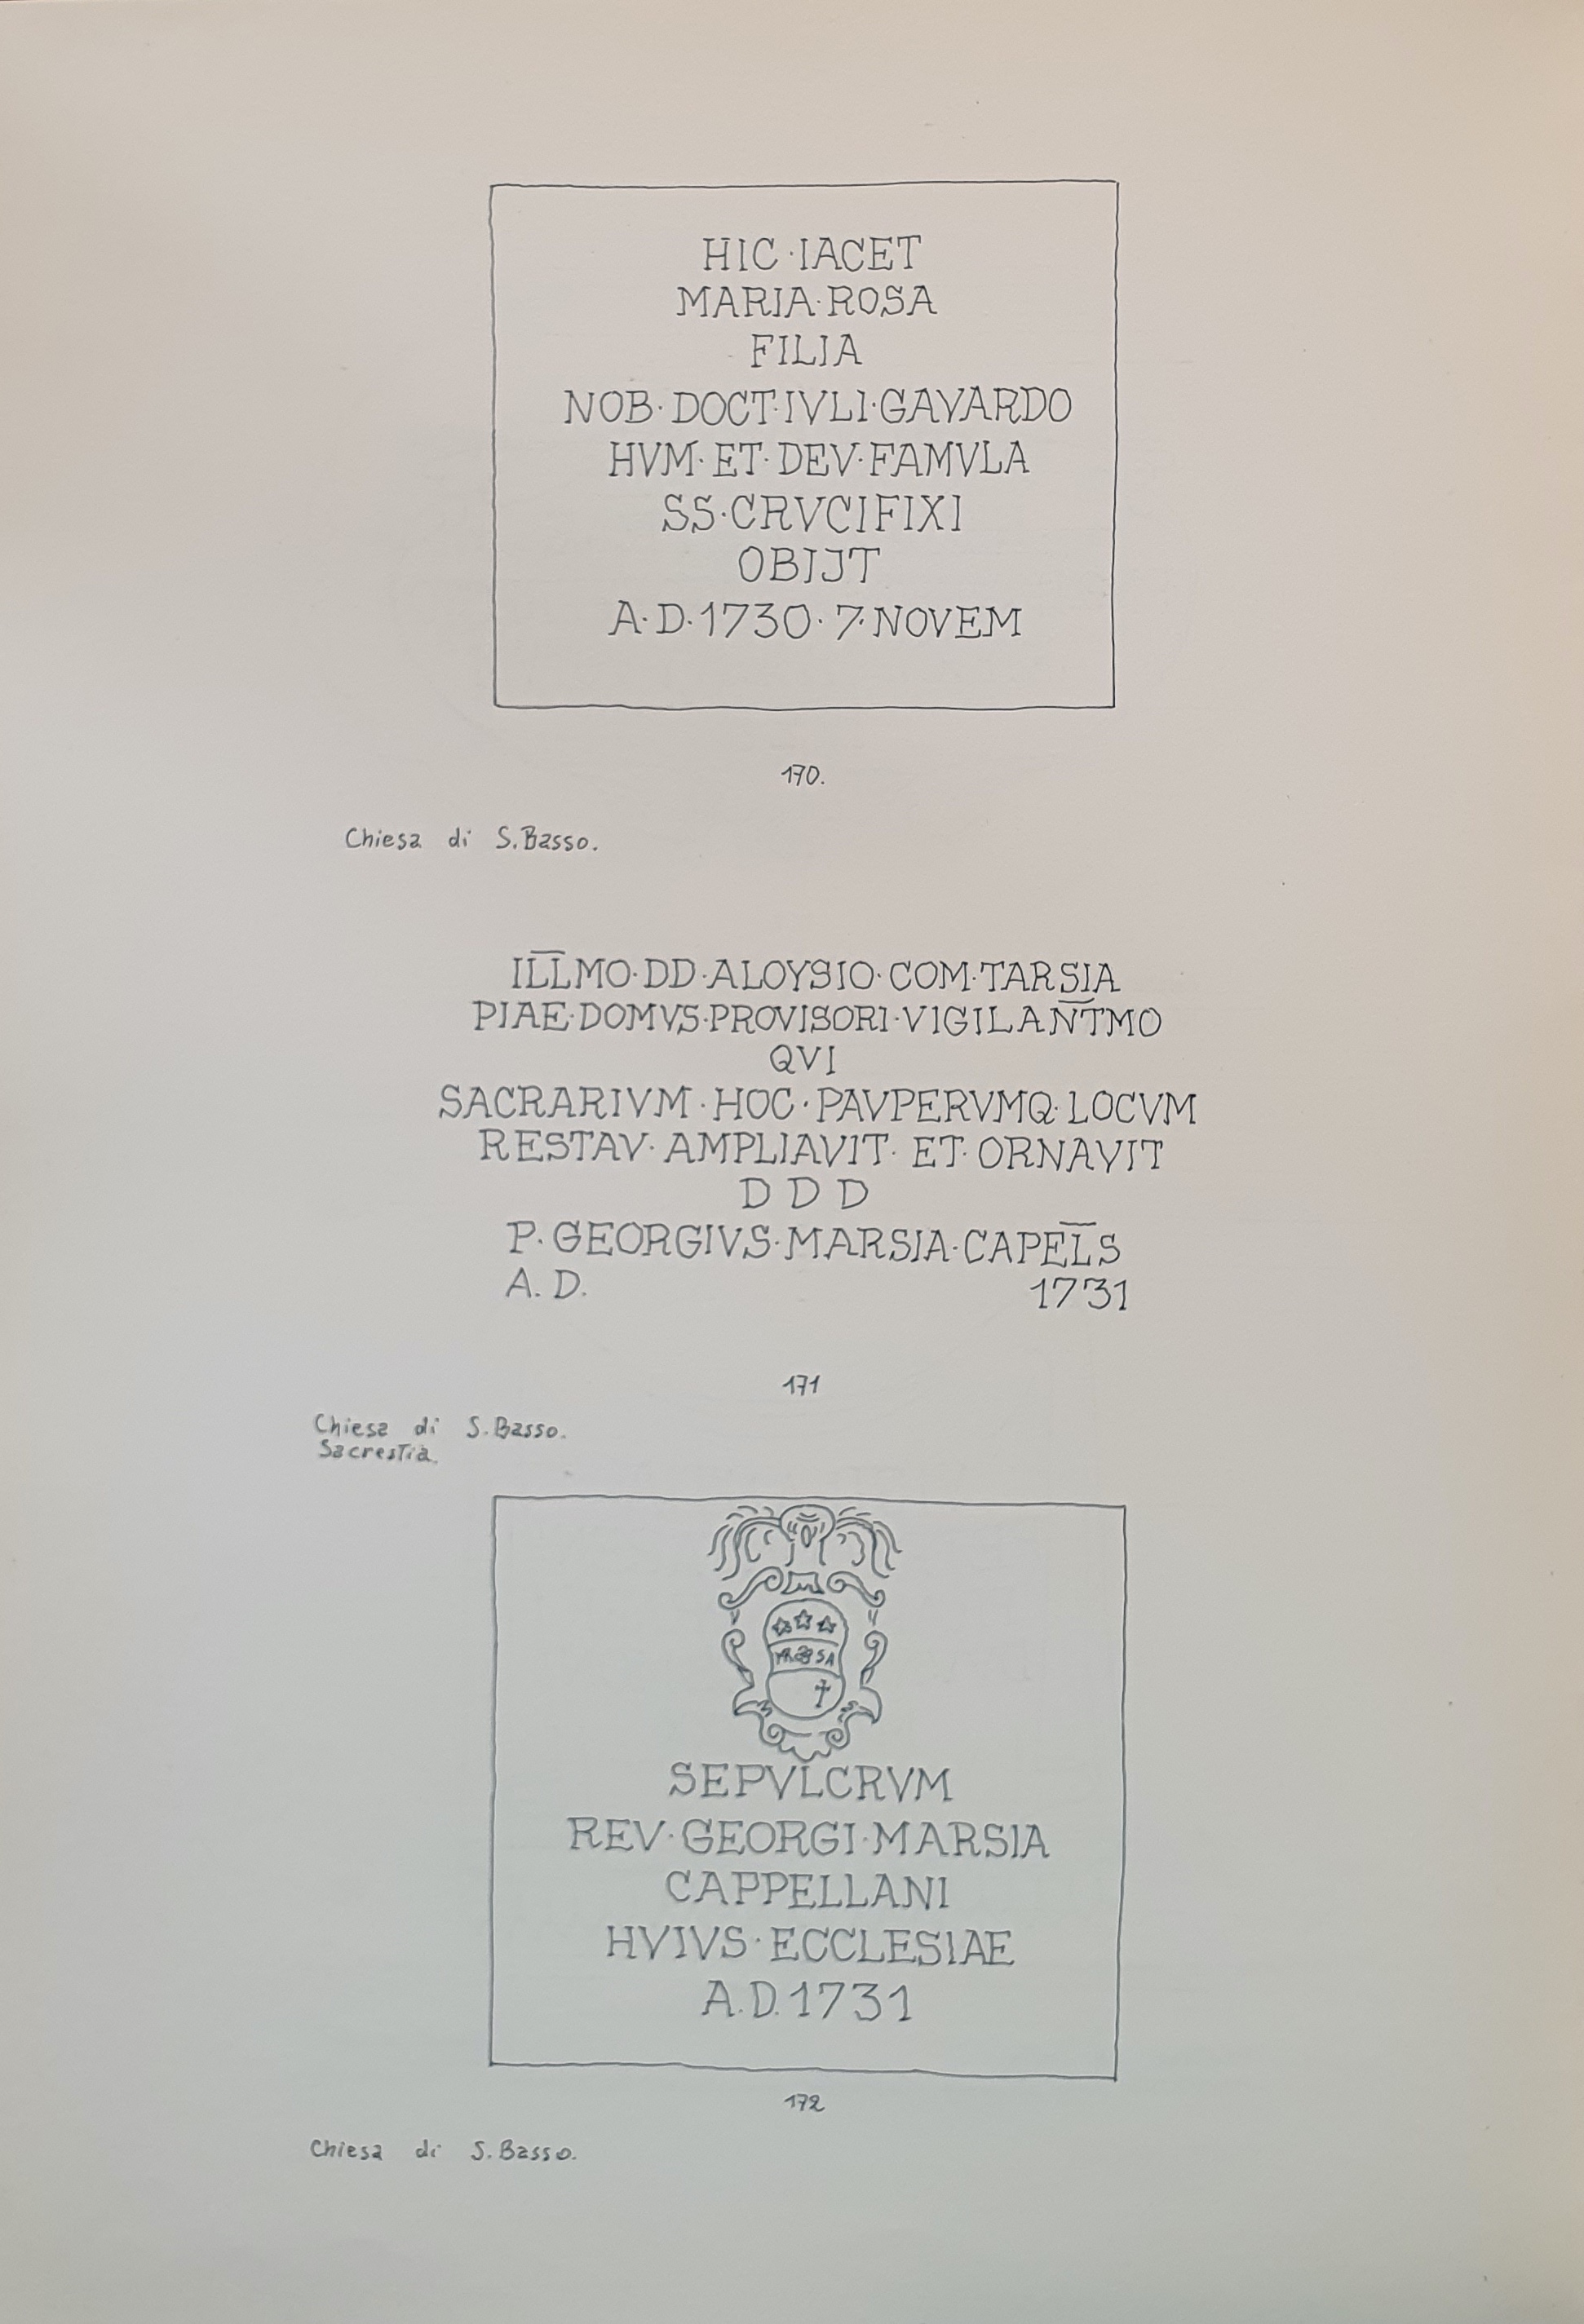 HIC · IACET
MARIA · ROSA
FILIA
NOB · DOCT · IVLI · GAVARDO
HVM · ET · DEV · FAMVLA
SS · CRVCIFIXI
OBIJT
A · D · 1730 · 7 · NOVEM
170.
Chiesa di S. Basso.
ILLMO · DD · ALOYSIO · COM · TARSIA
PIAE · DOMVS · PROVISORI · VIGILANTMO
QVI
SACRARIVM · HOC · PAVPERVMQ · LOCVM
RESTAV · AMPLIAVIT · ET · ORNAVIT
D D D
P. GEORGIVS · MARSIA · CAPELS
A. D. 1731
171
Chiesa di S. Basso.
Sacrestia.
SEPVLCRVM
REV · GEORGI · MARSIA
CAPPELLANI
HVIVS · ECCLESIAE
A. D. 1731
172
Chiesa di S. Basso.